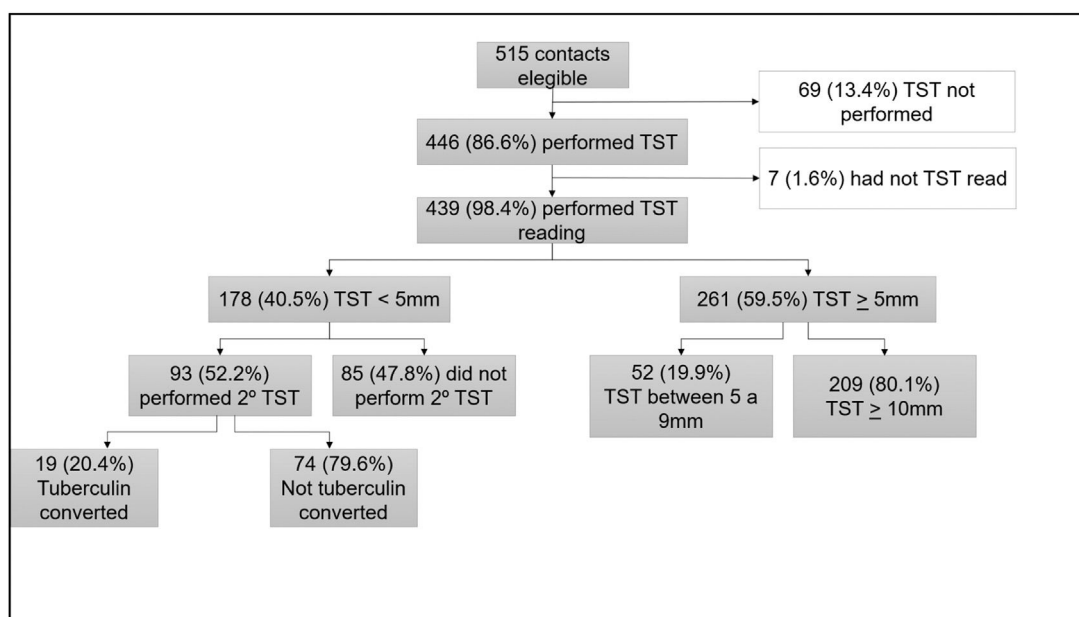 515 contacts
elegible
69 (13.4%) TST not
performed
446 (86.6%) performed TST
7 (1.6%) had not TST read
439 (98.4%) performed TST
reading
178 (40.5%) TST < 5mm
261 (59.5%) TST ≥ 5mm
93 (52.2%)
performed 2º TST
85 (47.8%) did not
perform 2º TST
52 (19.9%)
TST between 5 a
9mm
209 (80.1%)
TST ≥ 10mm
19 (20.4%)
Tuberculin
converted
74 (79.6%)
Not tuberculin
converted